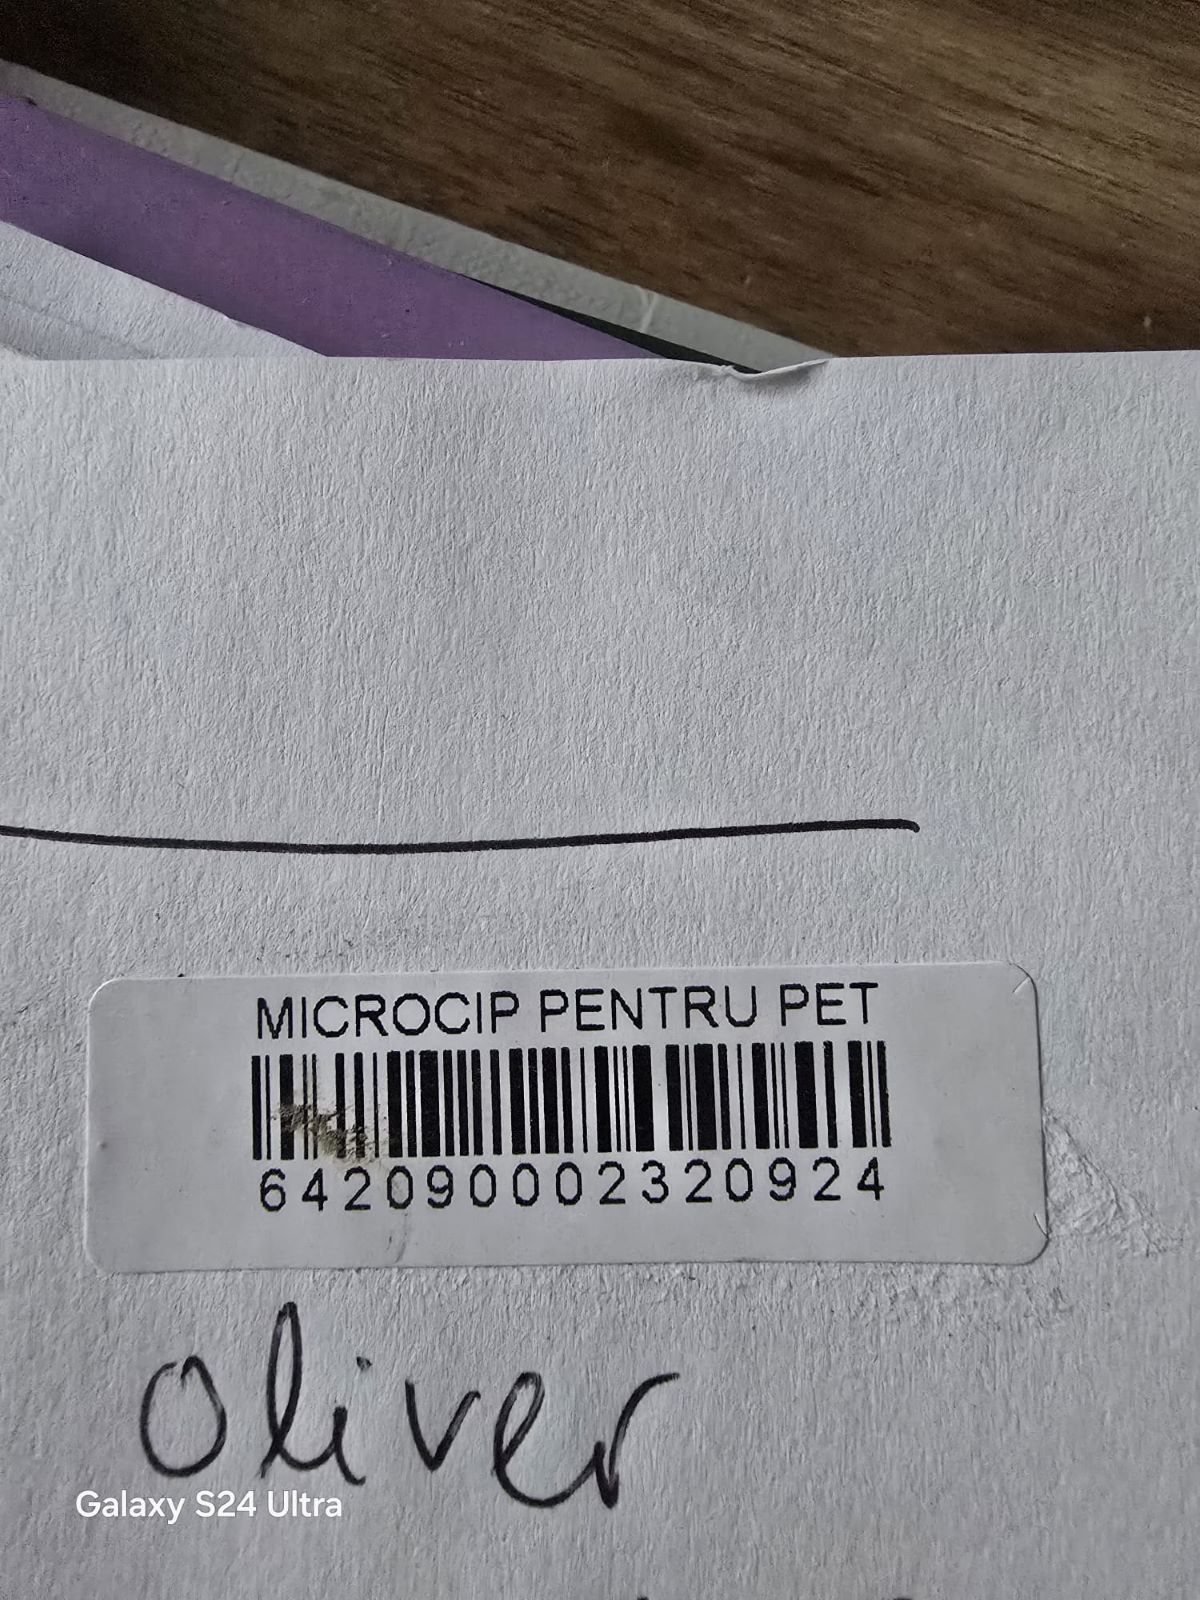 MICROCIP PENTRU PET
642090002320924
Oliver
Galaxy S24 Ultra